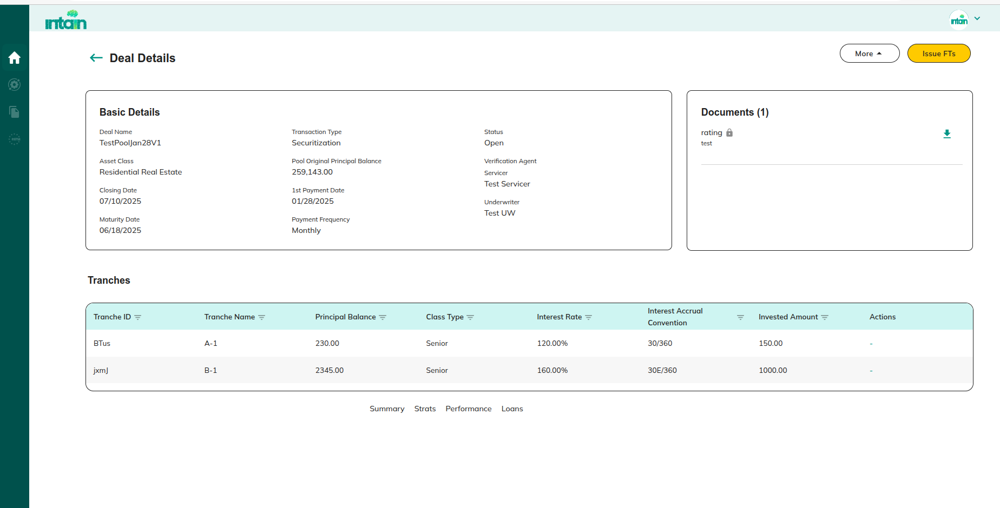 intain
intain
Deal Details
More
Issue FTs
Basic Details
Deal Name
TestPoolJan28V1
Asset Class
Residential Real Estate
Closing Date
07/10/2025
Maturity Date
06/18/2025
Transaction Type
Securitization
Pool Original Principal Balance
259,143.00
1st Payment Date
01/28/2025
Payment Frequency
Monthly
Status
Open
Verification Agent
Servicer
Test Servicer
Underwriter
Test UW
Documents (1)
rating
test
Tranches
Tranche ID Tranche Name Principal Balance Class Type Interest Rate Interest Accrual Convention Invested Amount Actions
BTus A-1 230.00 Senior 120.00% 30/360 150.00 -
jxmJ B-1 2345.00 Senior 160.00% 30E/360 1000.00 -
Summary Strats Performance Loans